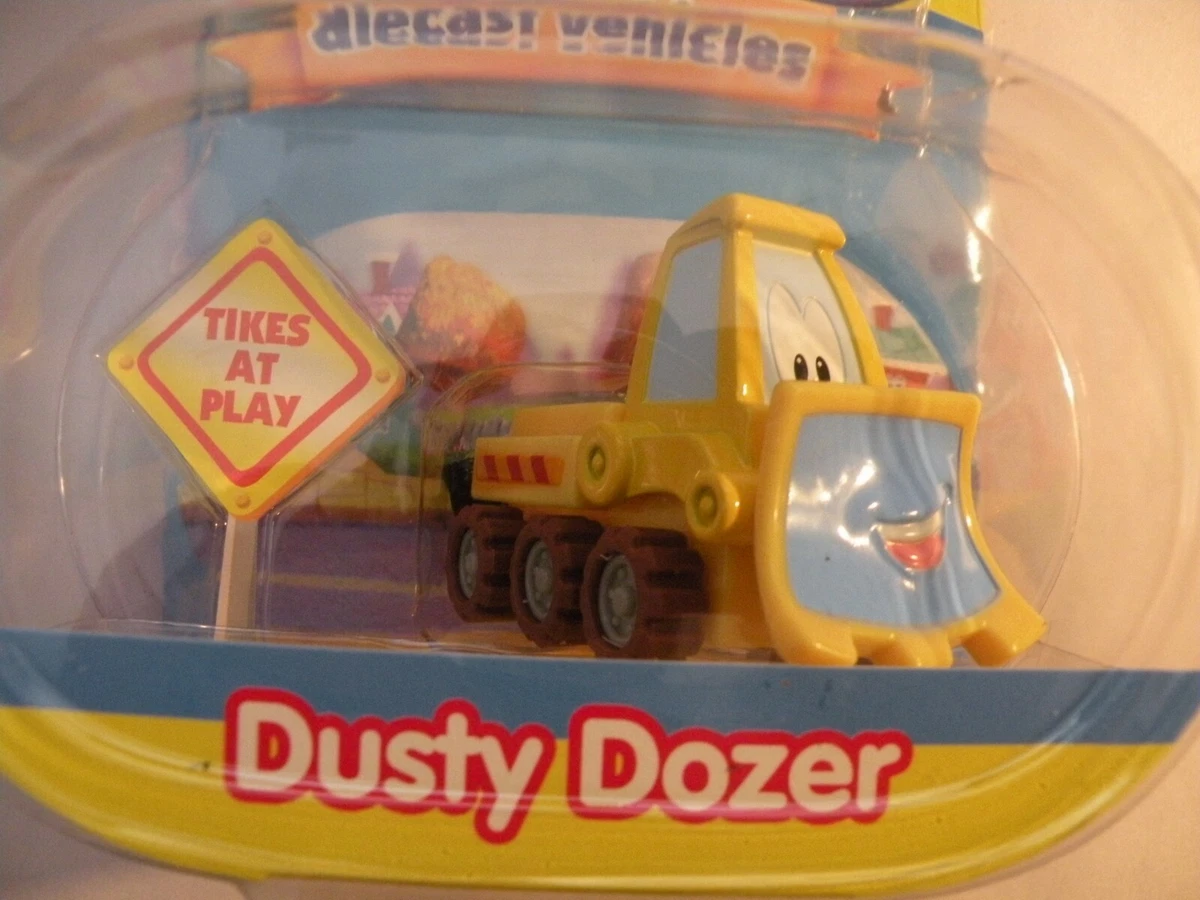 diecast vehicles
TIKES
AT
PLAY
Dusty Dozer